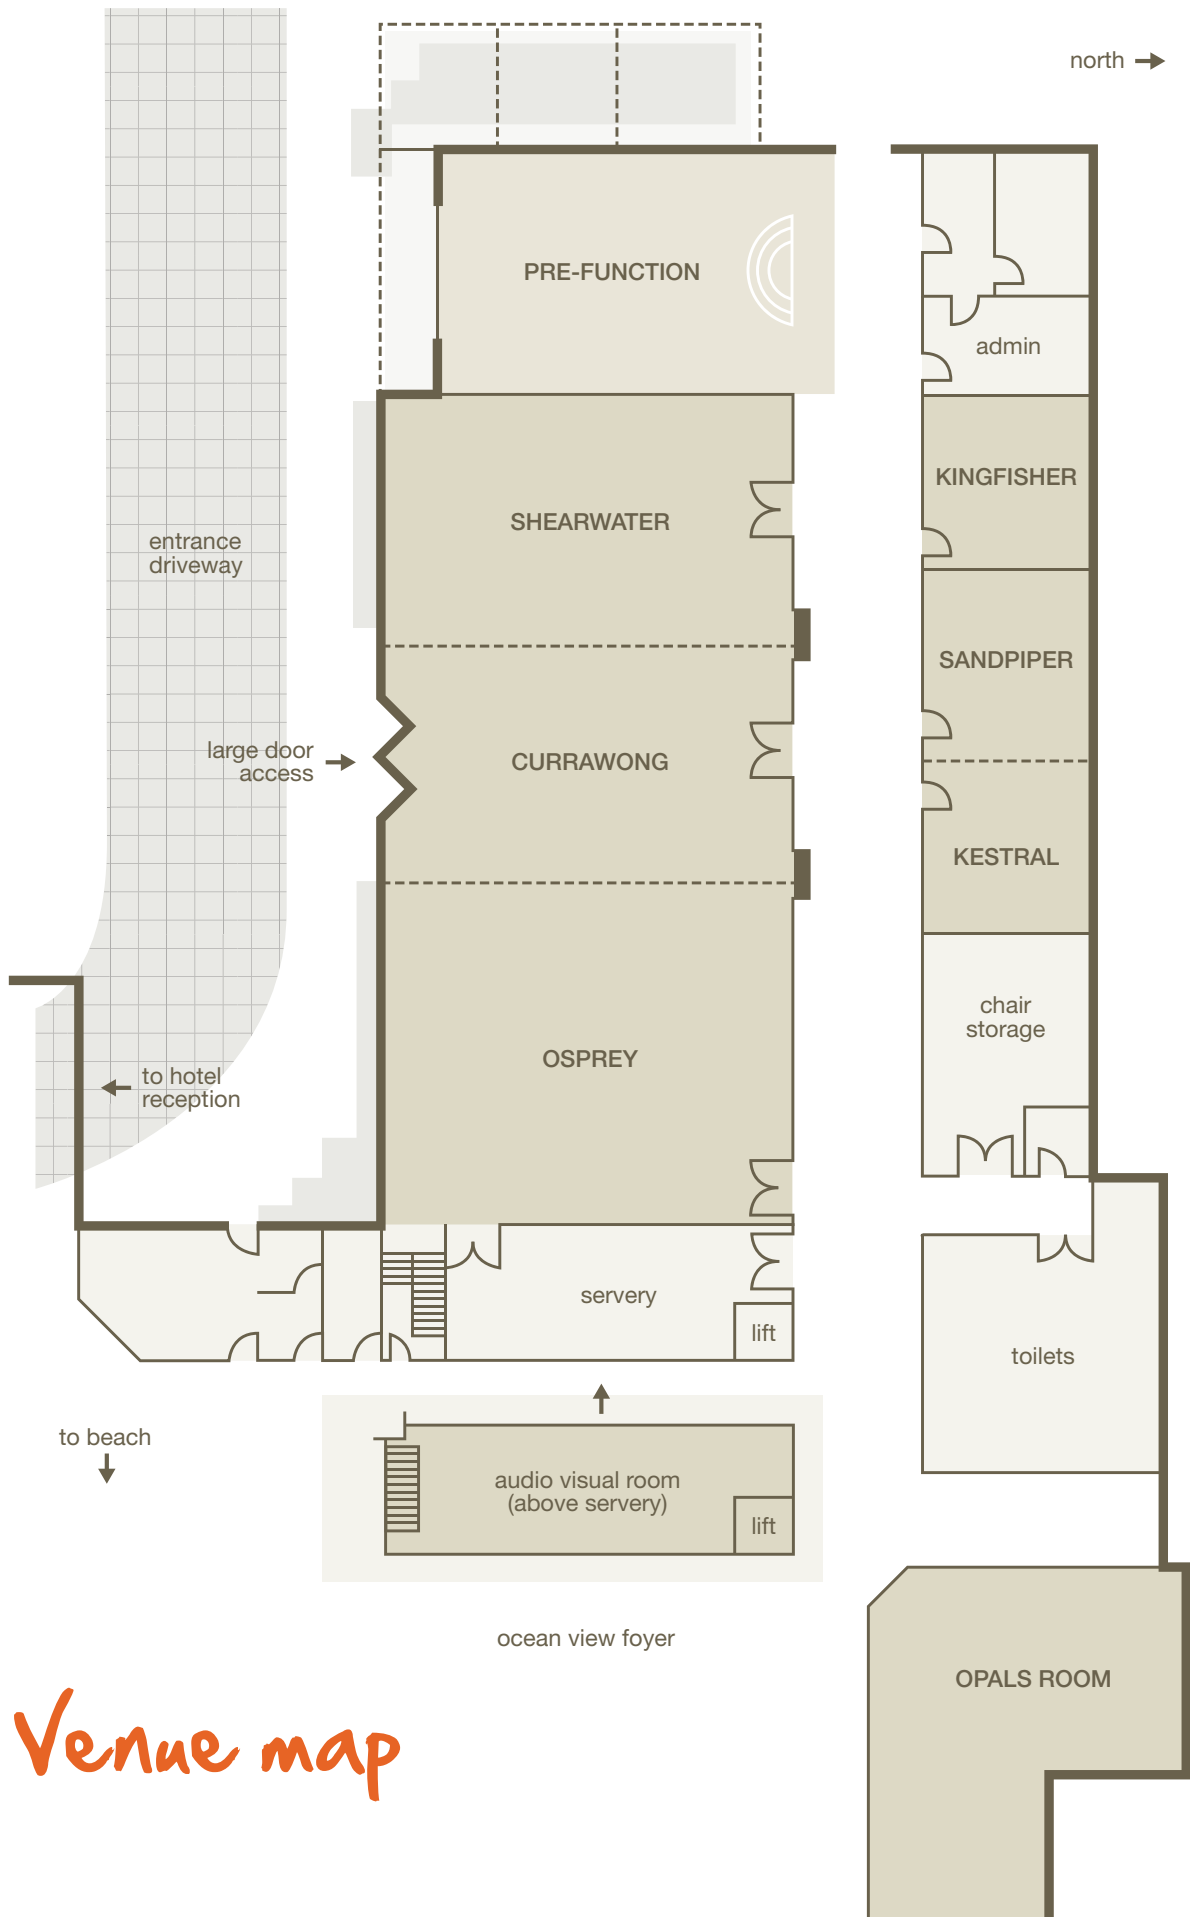 north
PRE-FUNCTION
admin
KINGFISHER
SHEARWATER
entrance
driveway
SANDPIPER
large door
access
CURRAWONG
KESTRAL
chair
storage
OSPREY
to hotel
reception
servery
lift
toilets
to beach
audio visual room
(above servery)
lift
ocean view foyer
OPALS ROOM
Venue map